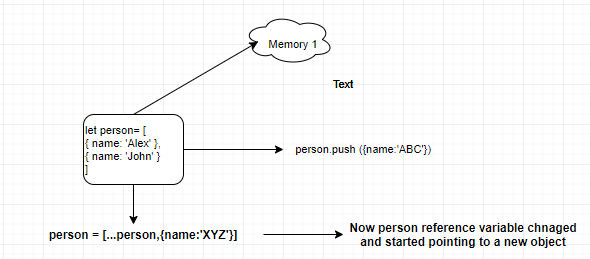 Memory 1
Text
let person= [
{ name: 'Alex' },
{ name: 'John' }
]
person.push ({name:'ABC'})
person = [...person,{name:'XYZ'}]
Now person reference variable chnaged
and started pointing to a new object